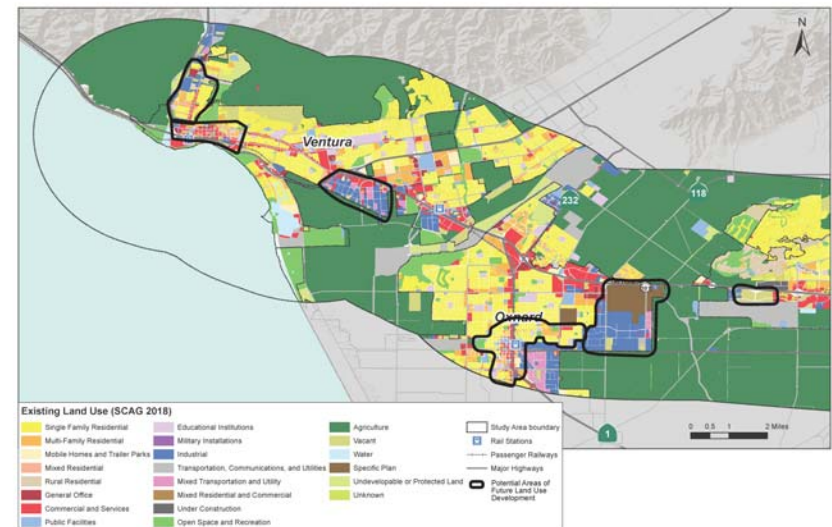 N
Ventura
232
118
Oxnard
1
0 0.5 1 2 Miles
Existing Land Use (SCAG 2018)
Single Family Residential
Multi-Family Residential
Mobile Homes and Trailer Parks
Mixed Residential
Rural Residential
General Office
Commercial and Services
Public Facilities
Educational Institutions
Military Installations
Industrial
Transportation, Communications, and Utilities
Mixed Transportation and Utility
Mixed Residential and Commercial
Under Construction
Open Space and Recreation
Agriculture
Vacant
Water
Specific Plan
Undevelopable or Protected Land
Unknown
Study Area boundary
Rail Stations
Passenger Railways
Major Highways
Potential Areas of
Future Land Use
Development